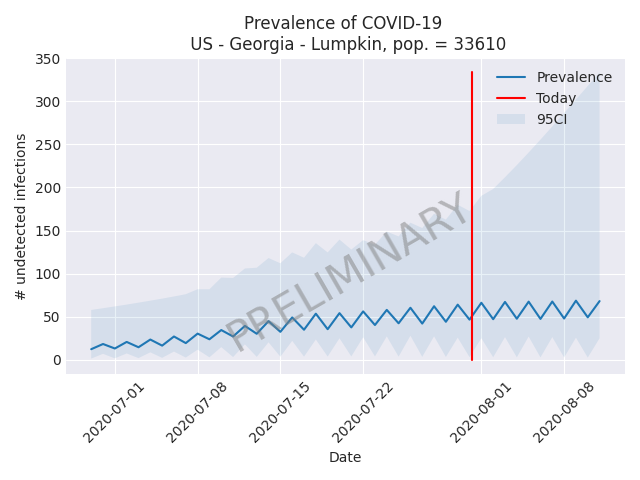 Prevalence of COVID-19
US - Georgia - Lumpkin, pop. = 33610
350
300
250
200
150
100
50
0
# undetected infections
Prevalence
Today
95CI
PRELIMINARY
2020-07-01
2020-07-08
2020-07-15
2020-07-22
2020-08-01
2020-08-08
Date